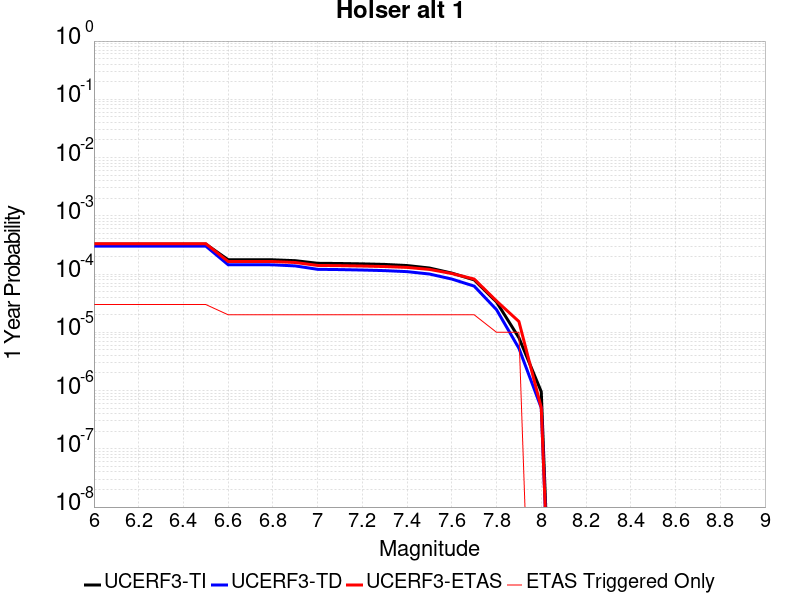 Holser alt 1
10^0
10^-1
10^-2
10^-3
10^-4
10^-5
10^-6
10^-7
10^-8
1 Year Probability
6 6.2 6.4 6.6 6.8 7 7.2 7.4 7.6 7.8 8 8.2 8.4 8.6 8.8 9
Magnitude
UCERF3-TI UCERF3-TD UCERF3-ETAS ETAS Triggered Only